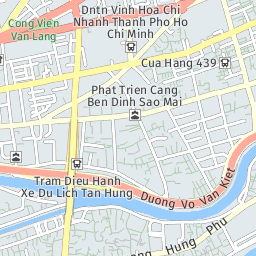 Dntn Vinh Hoa Chi
Nhanh Thanh Pho Ho
Chi Minh
Cong Vien
Van Lang
Cua Hang 439
Phat Trien Cang
Ben Dinh Sao Mai
Tram Dieu Hanh
Xe Du Lich Tan Hung
Duong Vo Van Kiet
ong Hung Phu